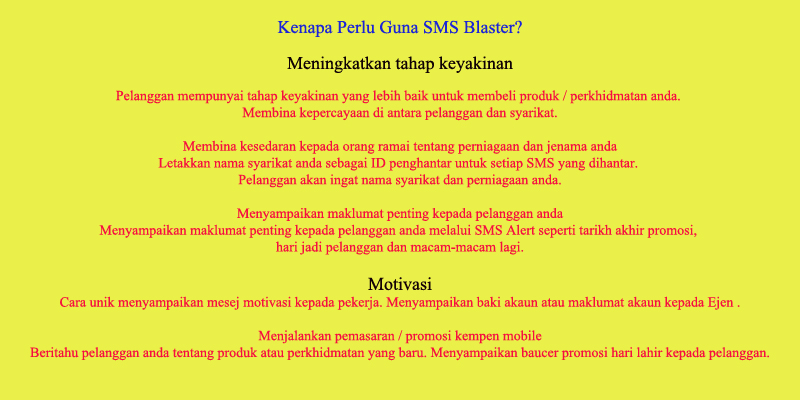 Kenapa Perlu Guna SMS Blaster?
Meningkatkan tahap keyakinan
Pelanggan mempunyai tahap keyakinan yang lebih baik untuk membeli produk / perkhidmatan anda.
Membina kepercayaan di antara pelanggan dan syarikat.
Membina kesedaran kepada orang ramai tentang perniagaan dan jenama anda
Letakkan nama syarikat anda sebagai ID penghantar untuk setiap SMS yang dihantar.
Pelanggan akan ingat nama syarikat dan perniagaan anda.
Menyampaikan maklumat penting kepada pelanggan anda
Menyampaikan maklumat penting kepada pelanggan anda melalui SMS Alert seperti tarikh akhir promosi,
hari jadi pelanggan dan macam-macam lagi.
Motivasi
Cara unik menyampaikan mesej motivasi kepada pekerja. Menyampaikan baki akaun atau maklumat akaun kepada Ejen .
Menjalankan pemasaran / promosi kempen mobile
Beritahu pelanggan anda tentang produk atau perkhidmatan yang baru. Menyampaikan baucer promosi hari lahir kepada pelanggan.